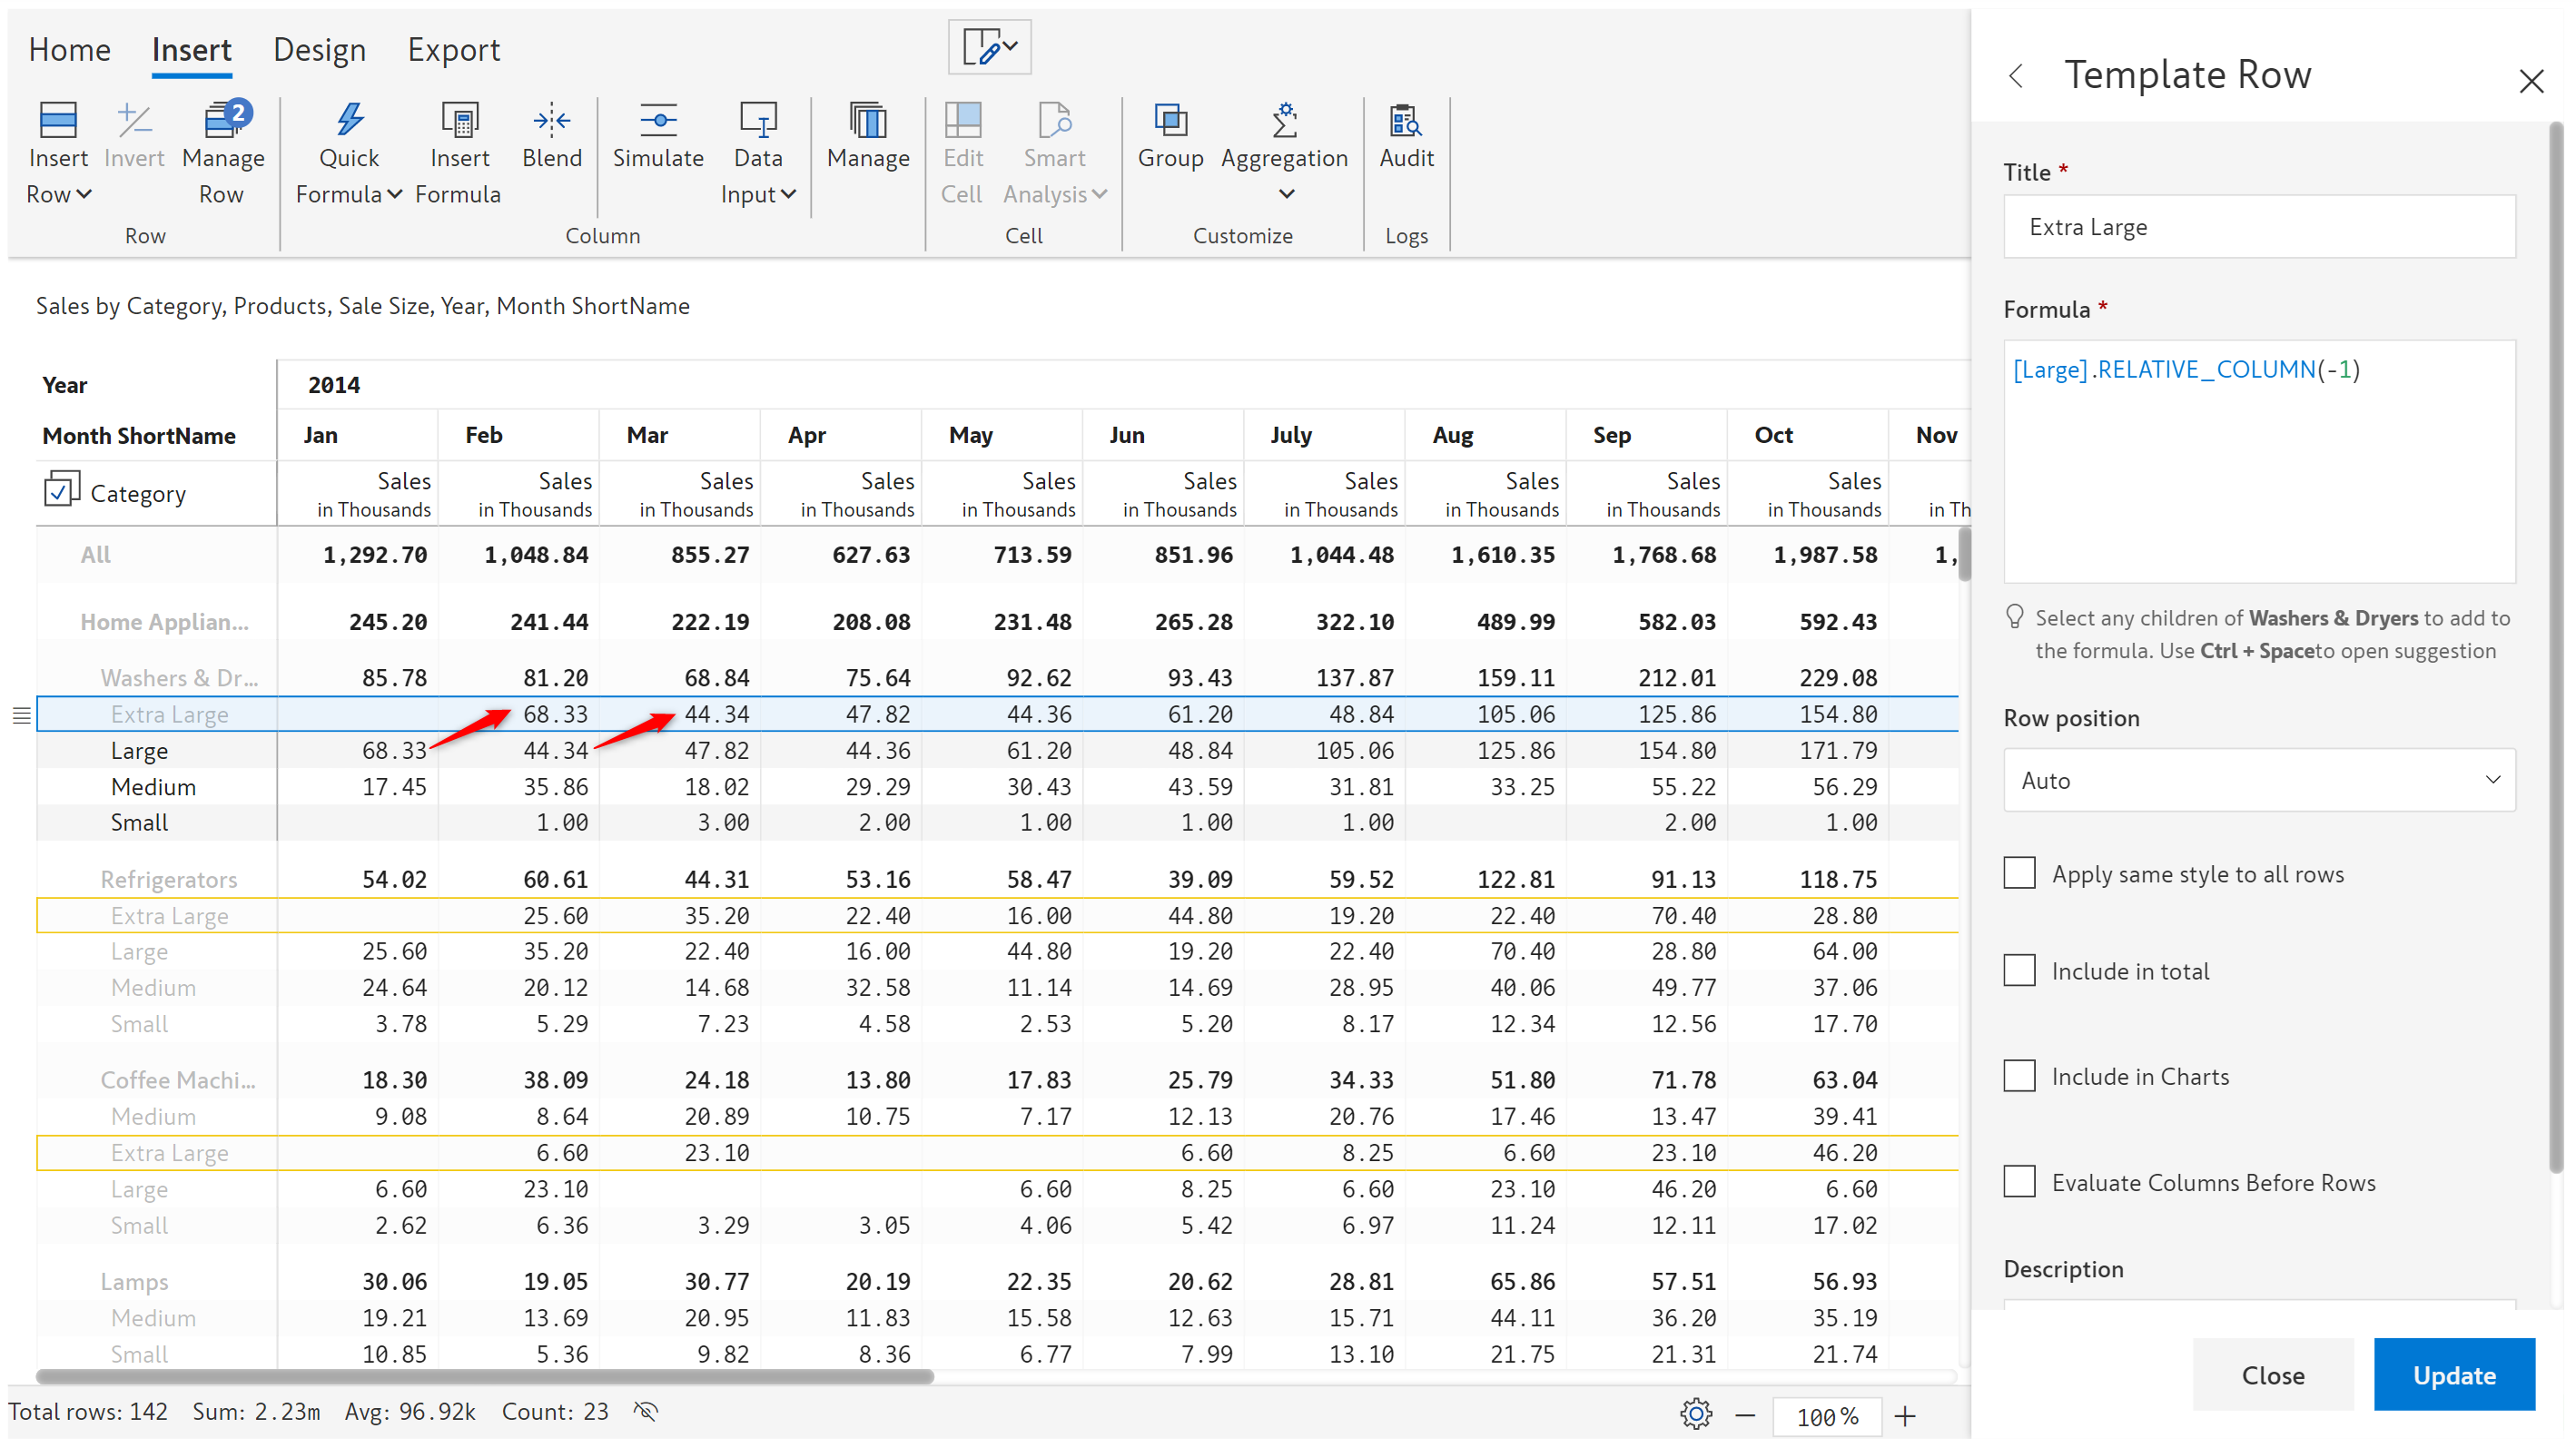 Home Insert Design Export
Insert Row Invert Manage Row 2 Quick Formula Insert Formula Blend Simulate Data Input Manage Edit Cell Smart Analysis Group Aggregation Audit
Row Column Cell Customize Logs
Sales by Category, Products, Sale Size, Year, Month ShortName
Year 2014
Month ShortName Jan Feb Mar Apr May Jun July Aug Sep Oct Nov
Category Sales Sales Sales Sales Sales Sales Sales Sales Sales Sales
in Thousands in Thousands in Thousands in Thousands in Thousands in Thousands in Thousands in Thousands in Thousands in Thousands in Th
All 1,292.70 1,048.84 855.27 627.63 713.59 851.96 1,044.48 1,610.35 1,768.68 1,987.58 1,
Home Applian... 245.20 241.44 222.19 208.08 231.48 265.28 322.10 489.99 582.03 592.43
Washers & Dr... 85.78 81.20 68.84 75.64 92.62 93.43 137.87 159.11 212.01 229.08
Extra Large 68.33 44.34 47.82 44.36 61.20 48.84 105.06 125.86 154.80
Large 68.33 44.34 47.82 44.36 61.20 48.84 105.06 125.86 154.80 171.79
Medium 17.45 35.86 18.02 29.29 30.43 43.59 31.81 33.25 55.22 56.29
Small 1.00 3.00 2.00 1.00 1.00 1.00 2.00 1.00
Refrigerators 54.02 60.61 44.31 53.16 58.47 39.09 59.52 122.81 91.13 118.75
Extra Large 25.60 35.20 22.40 16.00 44.80 19.20 22.40 70.40 28.80
Large 25.60 35.20 22.40 16.00 44.80 19.20 22.40 70.40 28.80 64.00
Medium 24.64 20.12 14.68 32.58 11.14 14.69 28.95 40.06 49.77 37.06
Small 3.78 5.29 7.23 4.58 2.53 5.20 8.17 12.34 12.56 17.70
Coffee Machi... 18.30 38.09 24.18 13.80 17.83 25.79 34.33 51.80 71.78 63.04
Medium 9.08 8.64 20.89 10.75 7.17 12.13 20.76 17.46 13.47 39.41
Extra Large 6.60 23.10 6.60 8.25 6.60 23.10 46.20
Large 6.60 23.10 6.60 8.25 6.60 23.10 46.20 6.60
Small 2.62 6.36 3.29 3.05 4.06 5.42 6.97 11.24 12.11 17.02
Lamps 30.06 19.05 30.77 20.19 22.35 20.62 28.81 65.86 57.51 56.93
Medium 19.21 13.69 20.95 11.83 15.58 12.63 15.71 44.11 36.20 35.19
Small 10.85 5.36 9.82 8.36 6.77 7.99 13.10 21.75 21.31 21.74
Total rows: 142 Sum: 2.23m Avg: 96.92k Count: 23 100 %
Template Row
Title *
Extra Large
Formula *
[Large].RELATIVE_COLUMN(-1)
Select any children of Washers & Dryers to add to
the formula. Use Ctrl + Spaceto open suggestion
Row position
Auto
Apply same style to all rows
Include in total
Include in Charts
Evaluate Columns Before Rows
Description
Close Update